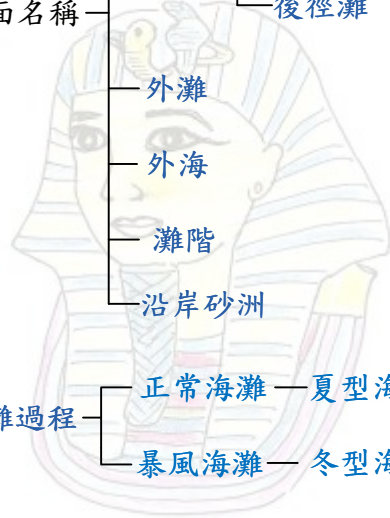 面名稱
後徑灘
外灘
外海
灘階
沿岸砂洲
正常海灘 夏型海
灘過程
暴風海灘 冬型海